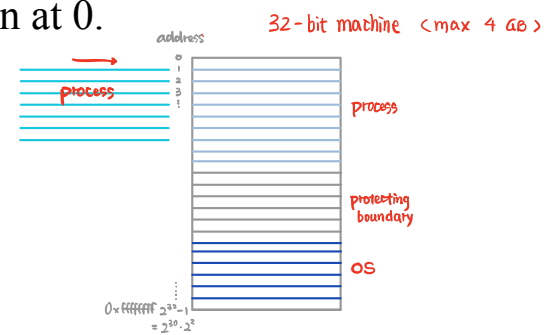 n at 0.
32-bit machine (max 4 GB)
address
0
1
2
3
⋮
process
process
protecting
boundary
OS
⋮
0xffffffff 2³²-1
= 2³⁰·2²